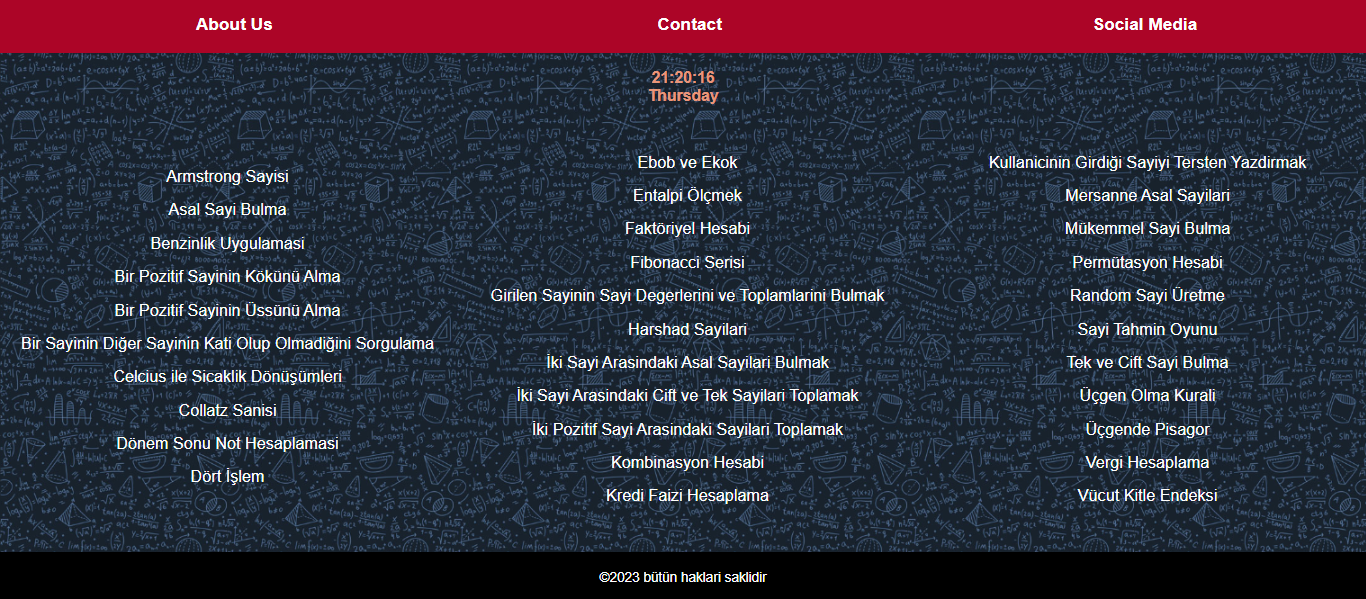 About Us
Contact
Social Media
21:20:16
Thursday
Armstrong Sayisi
Asal Sayi Bulma
Benzinlik Uygulamasi
Bir Pozitif Sayinin Kökünü Alma
Bir Pozitif Sayinin Üssünü Alma
Bir Sayinin Diğer Sayinin Kati Olup Olmadiğini Sorgulama
Celcius ile Sicaklik Dönüşümleri
Collatz Sanisi
Dönem Sonu Not Hesaplamasi
Dört İşlem
Ebob ve Ekok
Entalpi Ölçmek
Faktöriyel Hesabi
Fibonacci Serisi
Girilen Sayinin Sayi Degerlerini ve Toplamlarini Bulmak
Harshad Sayilari
İki Sayi Arasindaki Asal Sayilari Bulmak
İki Sayi Arasindaki Cift ve Tek Sayilari Toplamak
İki Pozitif Sayi Arasindaki Sayilari Toplamak
Kombinasyon Hesabi
Kredi Faizi Hesaplama
Kullanicinin Girdiği Sayiyi Tersten Yazdirmak
Mersanne Asal Sayilari
Mükemmel Sayi Bulma
Permütasyon Hesabi
Random Sayi Üretme
Sayi Tahmin Oyunu
Tek ve Cift Sayi Bulma
Üçgen Olma Kurali
Üçgende Pisagor
Vergi Hesaplama
Vücut Kitle Endeksi
©2023 bütün haklari saklidir